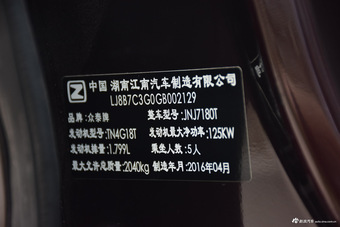 中国 湖南江南汽车制造有限公司
LJ8B7C3G0GB002129
品牌:众泰牌 整车型号:JNJ7180T
发动机型号:TN4G18T 发动机最大净功率:125KW
发动机排量:1.799L 乘坐人数:5人
最大允许总质量:2040kg 制造年月:2016年04月